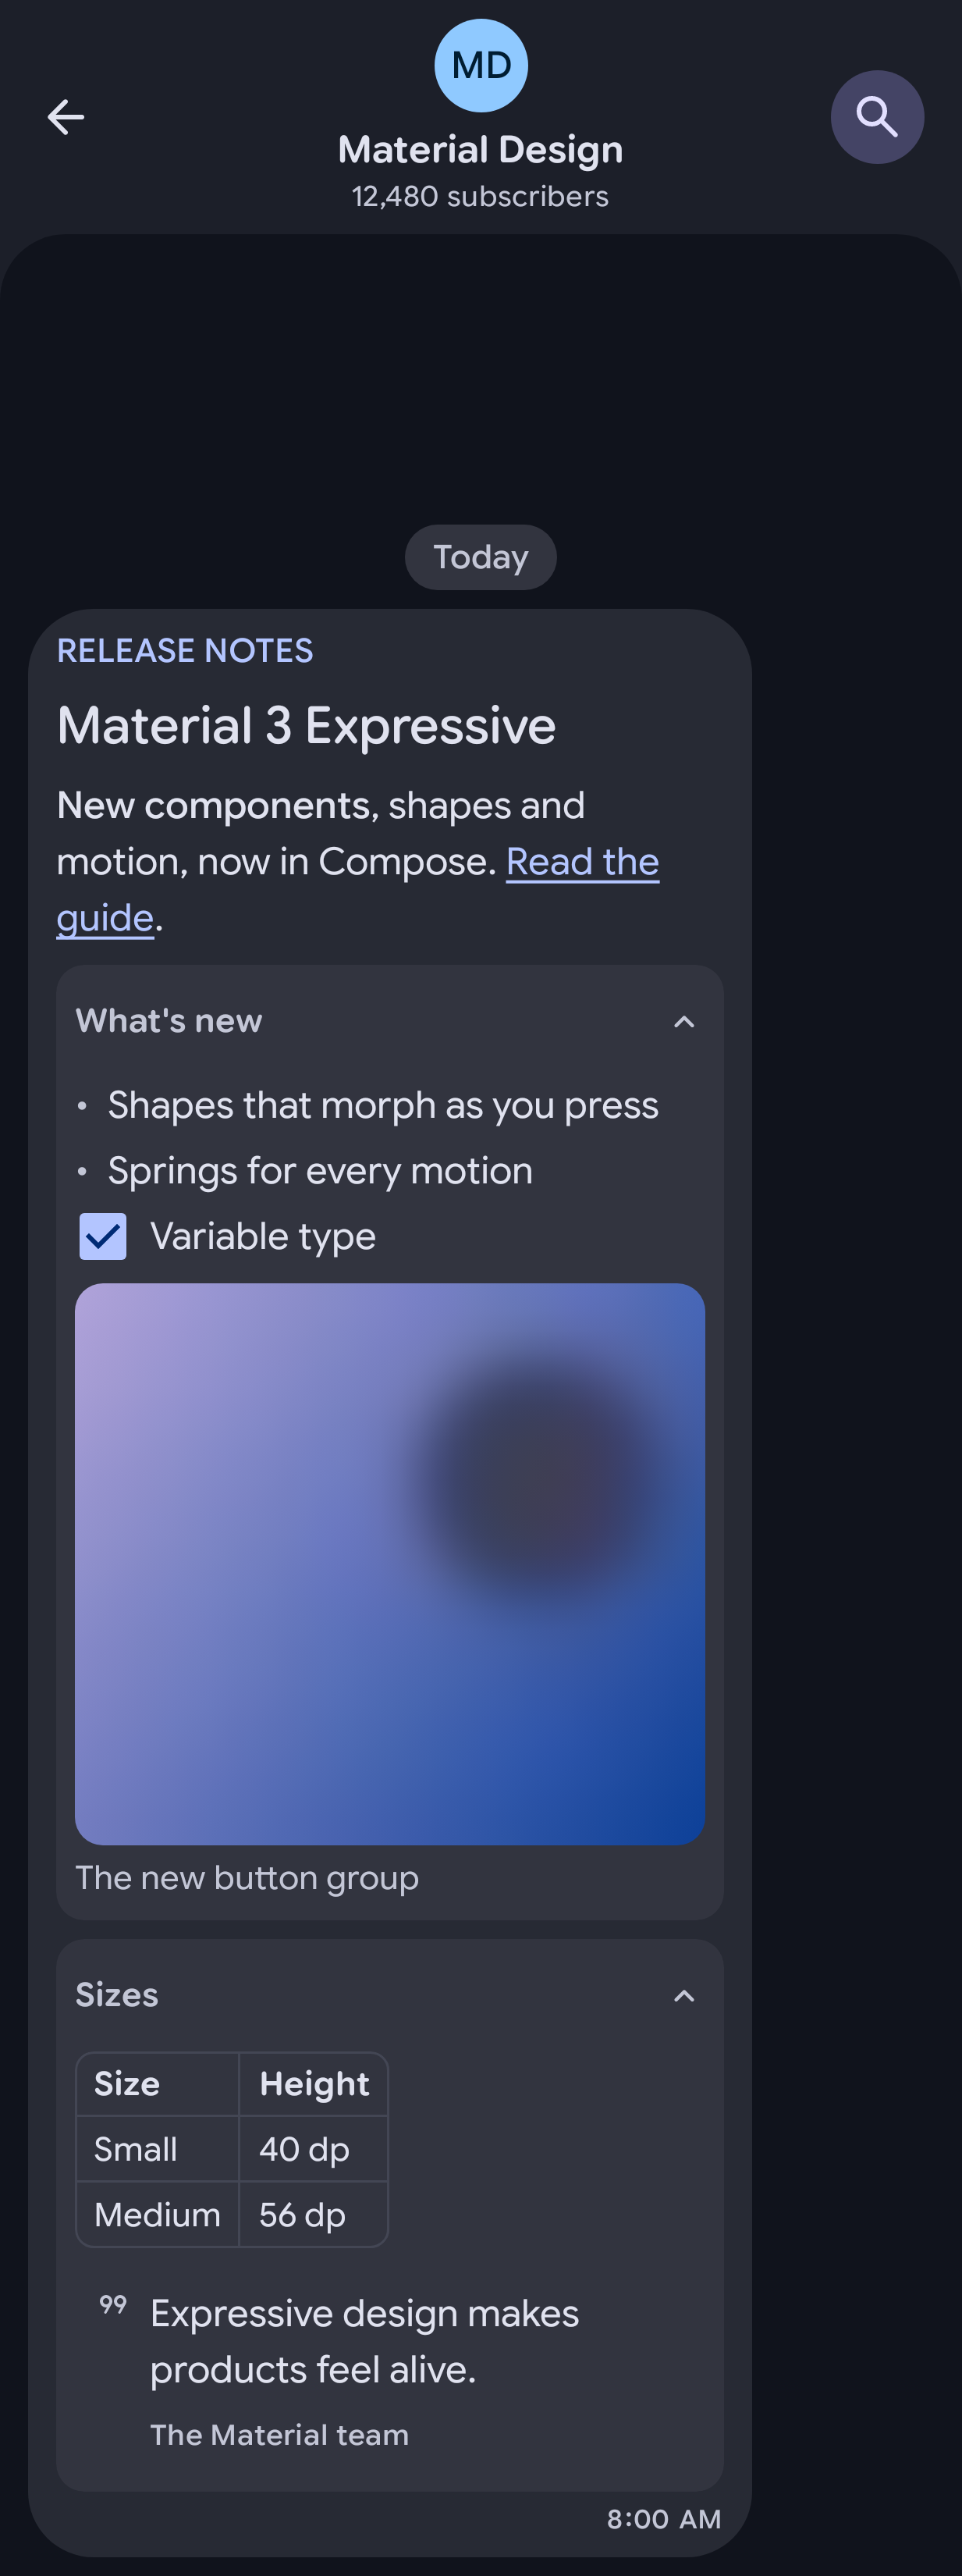 MD
Material Design
12,480 subscribers
Today
RELEASE NOTES
Material 3 Expressive
New components, shapes and
motion, now in Compose. Read the
guide.
What's new
• Shapes that morph as you press
• Springs for every motion
Variable type
The new button group
Sizes
Size Height
Small 40 dp
Medium 56 dp
” Expressive design makes
products feel alive.
The Material team
8:00 AM